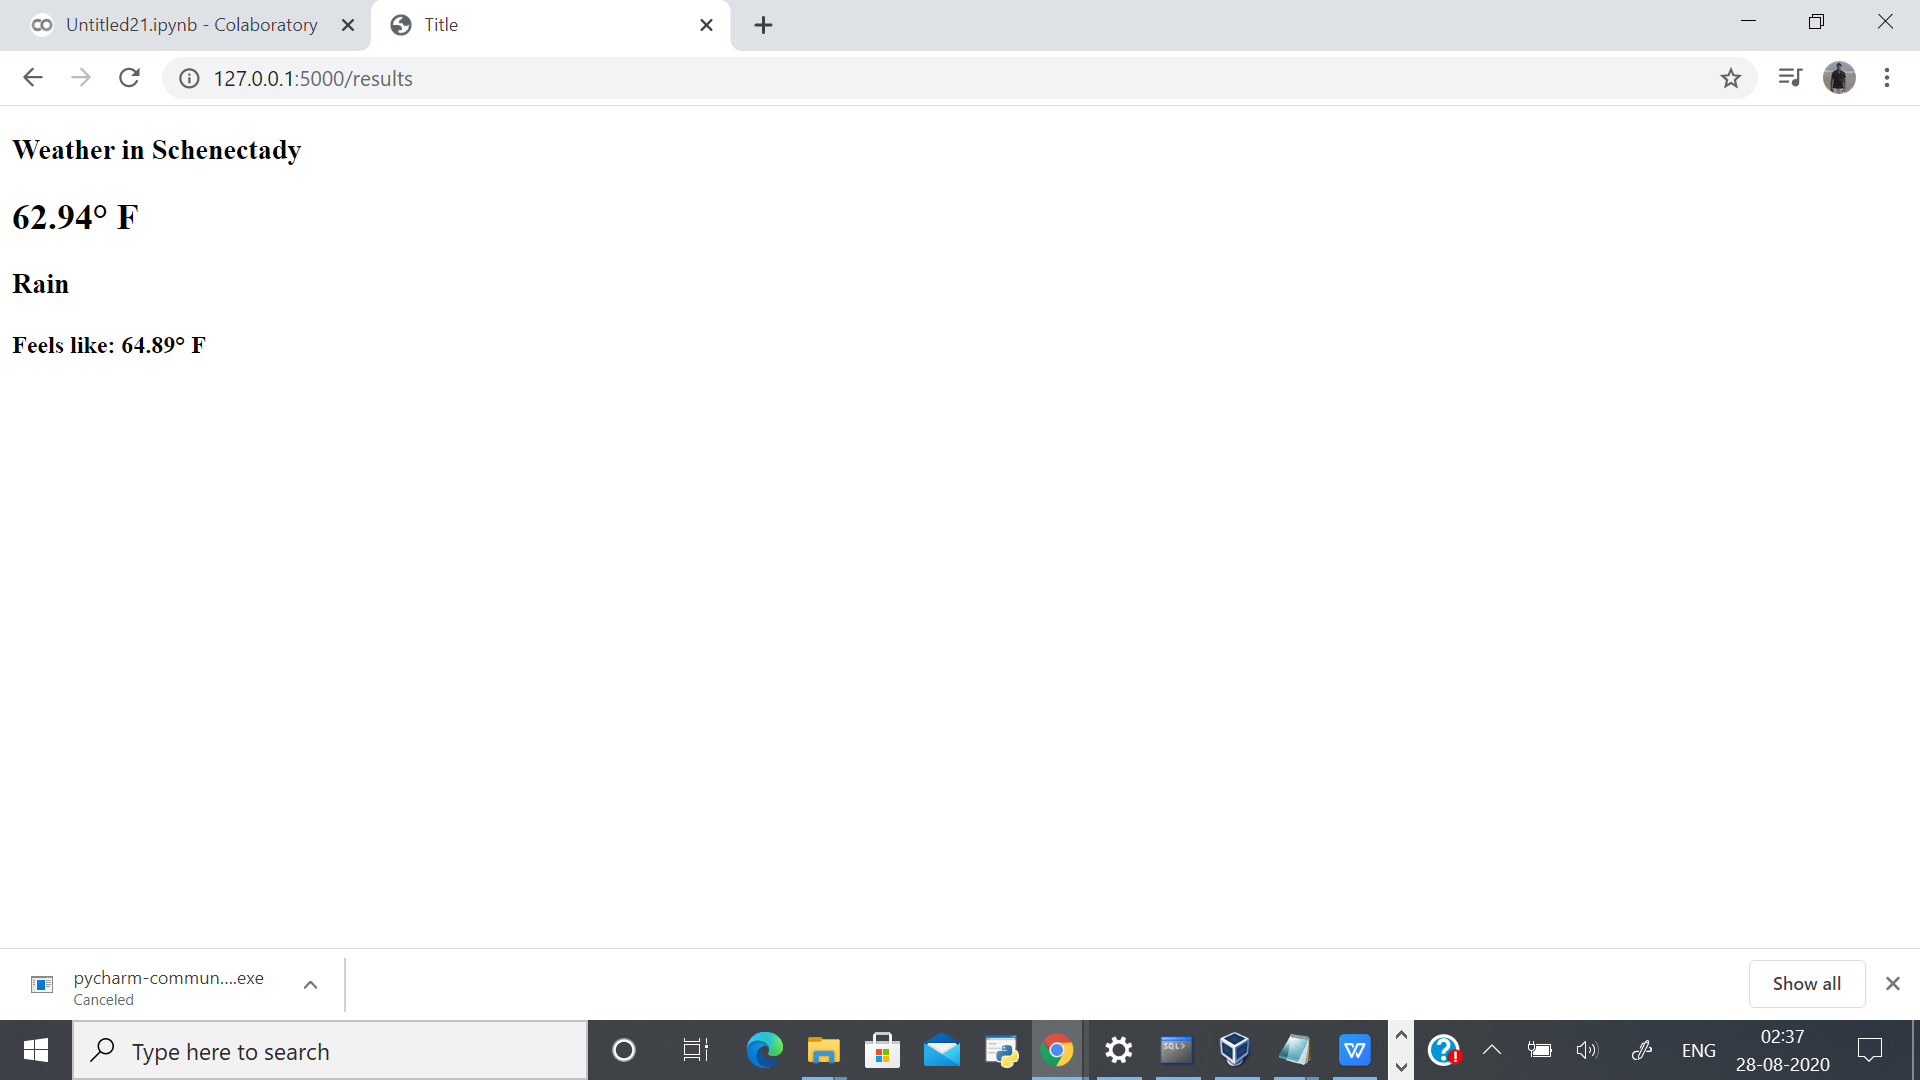 Untitled21.ipynb - Colaboratory
Title
127.0.0.1:5000/results
Weather in Schenectady
62.94° F
Rain
Feels like: 64.89° F
pycharm-commun....exe
Canceled
Show all
Type here to search
SQL>
ENG
02:37
28-08-2020